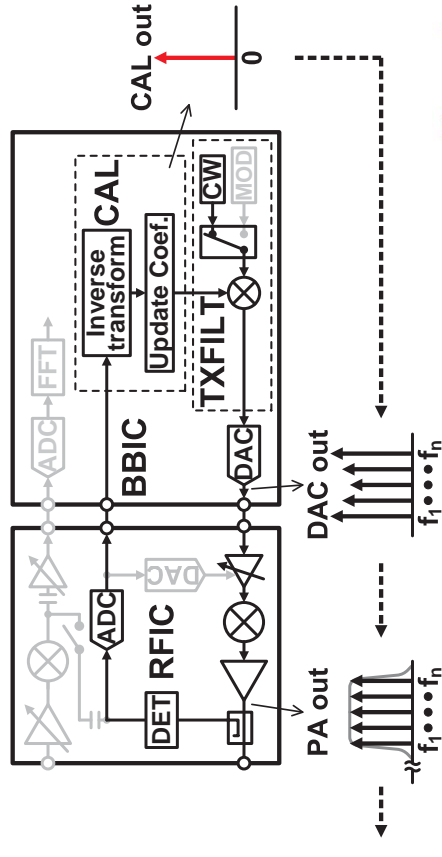 ADC
FFT
BBIC
Inverse
transform
CAL
Update Coef.
TXFILT
CW
MOD
DAC
RFIC
ADC
DAC
DET
CAL out
0
DAC out
f1 • • fn
PA out
f1 • • fn